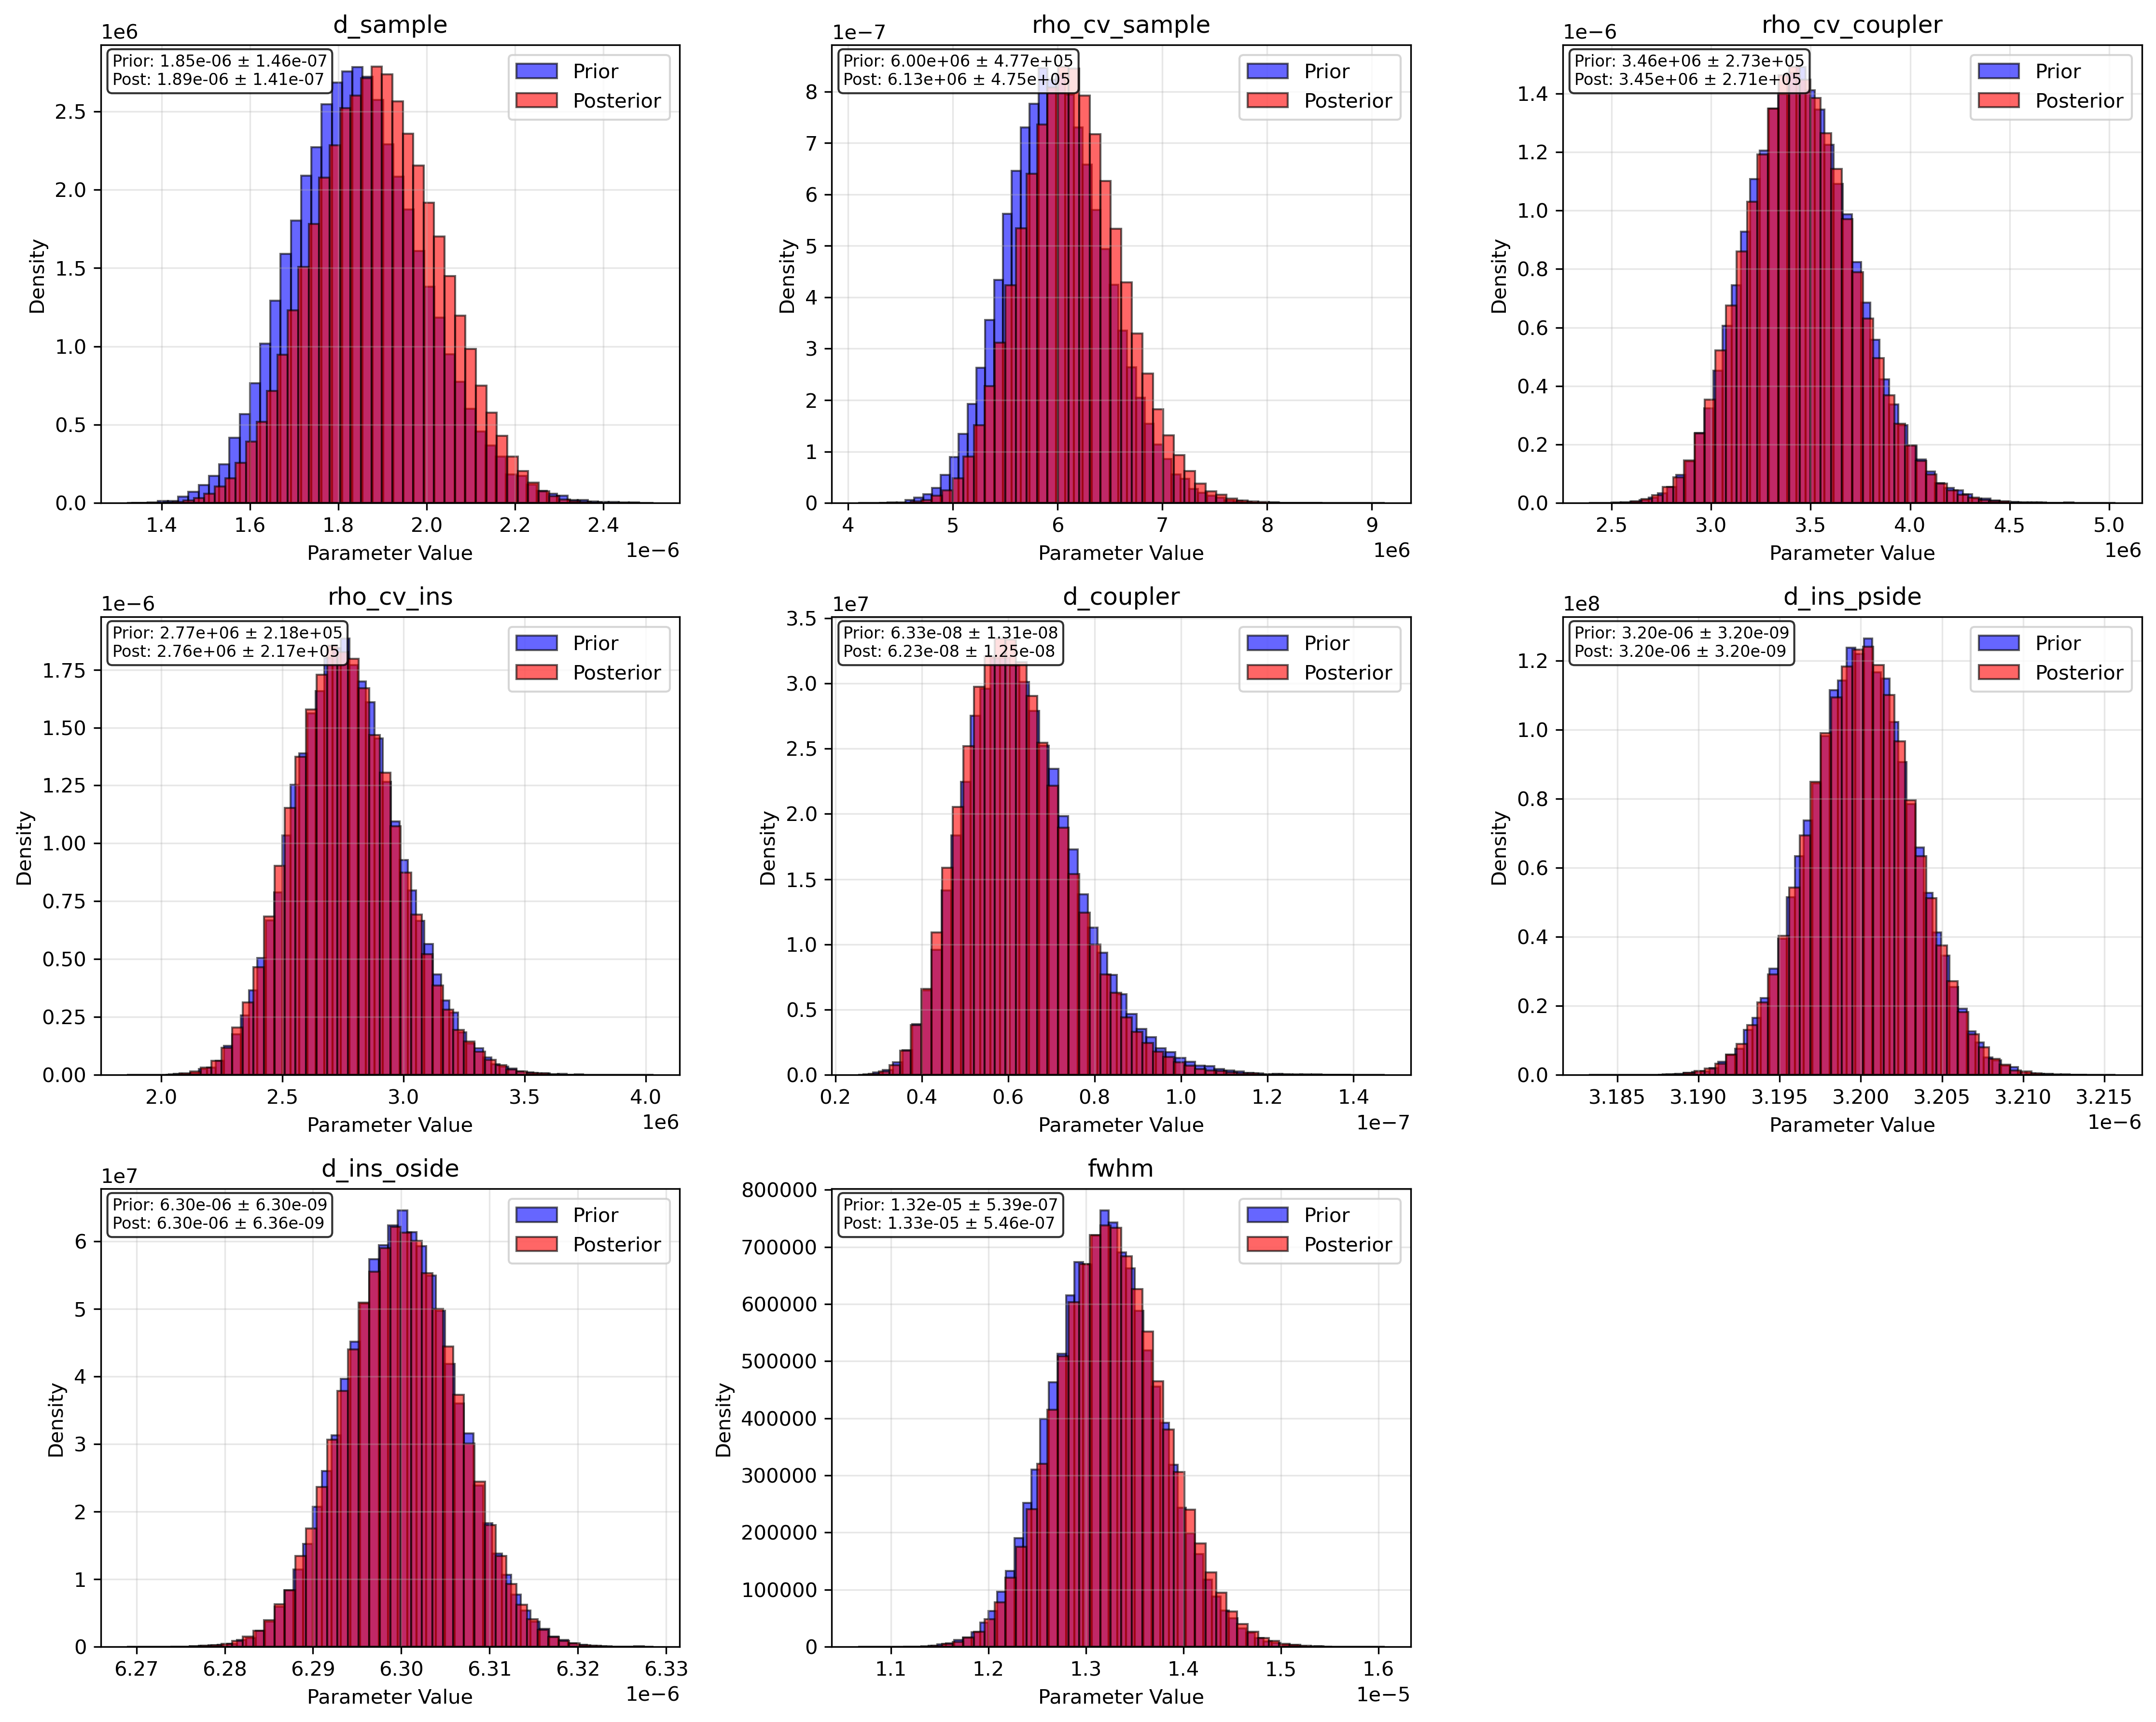 d_sample
1e6
Prior: 1.85e-06 ± 1.46e-07
Post: 1.89e-06 ± 1.41e-07
Prior
Posterior
Density
2.5
2.0
1.5
1.0
0.5
0.0
1.4 1.6 1.8 2.0 2.2 2.4
Parameter Value
1e−6
rho_cv_sample
1e−7
Prior: 6.00e+06 ± 4.77e+05
Post: 6.13e+06 ± 4.75e+05
Prior
Posterior
Density
8
7
6
5
4
3
2
1
0
4 5 6 7 8 9
Parameter Value
1e6
rho_cv_coupler
1e−6
Prior: 3.46e+06 ± 2.73e+05
Post: 3.45e+06 ± 2.71e+05
Prior
Posterior
Density
1.4
1.2
1.0
0.8
0.6
0.4
0.2
0.0
2.5 3.0 3.5 4.0 4.5 5.0
Parameter Value
1e6
rho_cv_ins
1e−6
Prior: 2.77e+06 ± 2.18e+05
Post: 2.76e+06 ± 2.17e+05
Prior
Posterior
Density
1.75
1.50
1.25
1.00
0.75
0.50
0.25
0.00
2.0 2.5 3.0 3.5 4.0
Parameter Value
1e6
d_coupler
1e7
Prior: 6.33e-08 ± 1.31e-08
Post: 6.23e-08 ± 1.25e-08
Prior
Posterior
Density
3.5
3.0
2.5
2.0
1.5
1.0
0.5
0.0
0.2 0.4 0.6 0.8 1.0 1.2 1.4
Parameter Value
1e−7
d_ins_pside
1e8
Prior: 3.20e-06 ± 3.20e-09
Post: 3.20e-06 ± 3.20e-09
Prior
Posterior
Density
1.2
1.0
0.8
0.6
0.4
0.2
0.0
3.185 3.190 3.195 3.200 3.205 3.210 3.215
Parameter Value
1e−6
d_ins_oside
1e7
Prior: 6.30e-06 ± 6.30e-09
Post: 6.30e-06 ± 6.36e-09
Prior
Posterior
Density
6
5
4
3
2
1
0
6.27 6.28 6.29 6.30 6.31 6.32 6.33
Parameter Value
1e−6
fwhm
Prior: 1.32e-05 ± 5.39e-07
Post: 1.33e-05 ± 5.46e-07
Prior
Posterior
Density
800000
700000
600000
500000
400000
300000
200000
100000
0
1.1 1.2 1.3 1.4 1.5 1.6
Parameter Value
1e−5